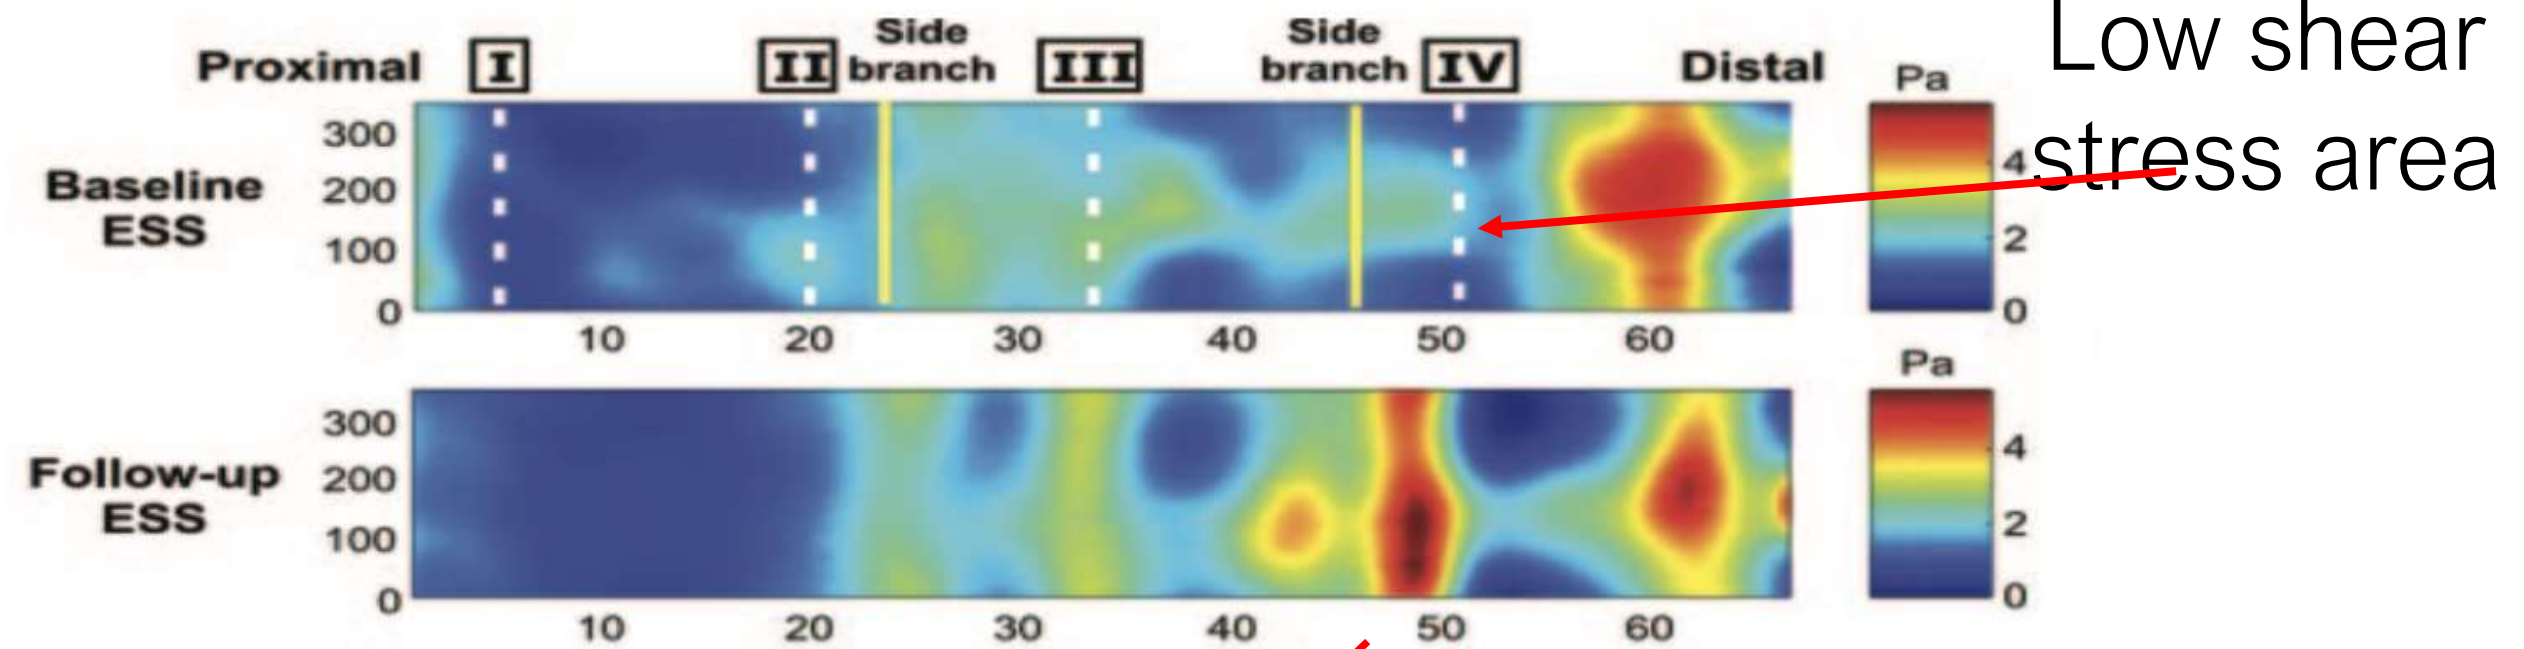 Proximal I II Side branch III Side branch IV Distal
Pa
Low shear
stress area
Baseline
ESS
300
200
100
0
10 20 30 40 50 60
4
2
0
Pa
Follow-up
ESS
300
200
100
0
10 20 30 40 50 60
4
2
0